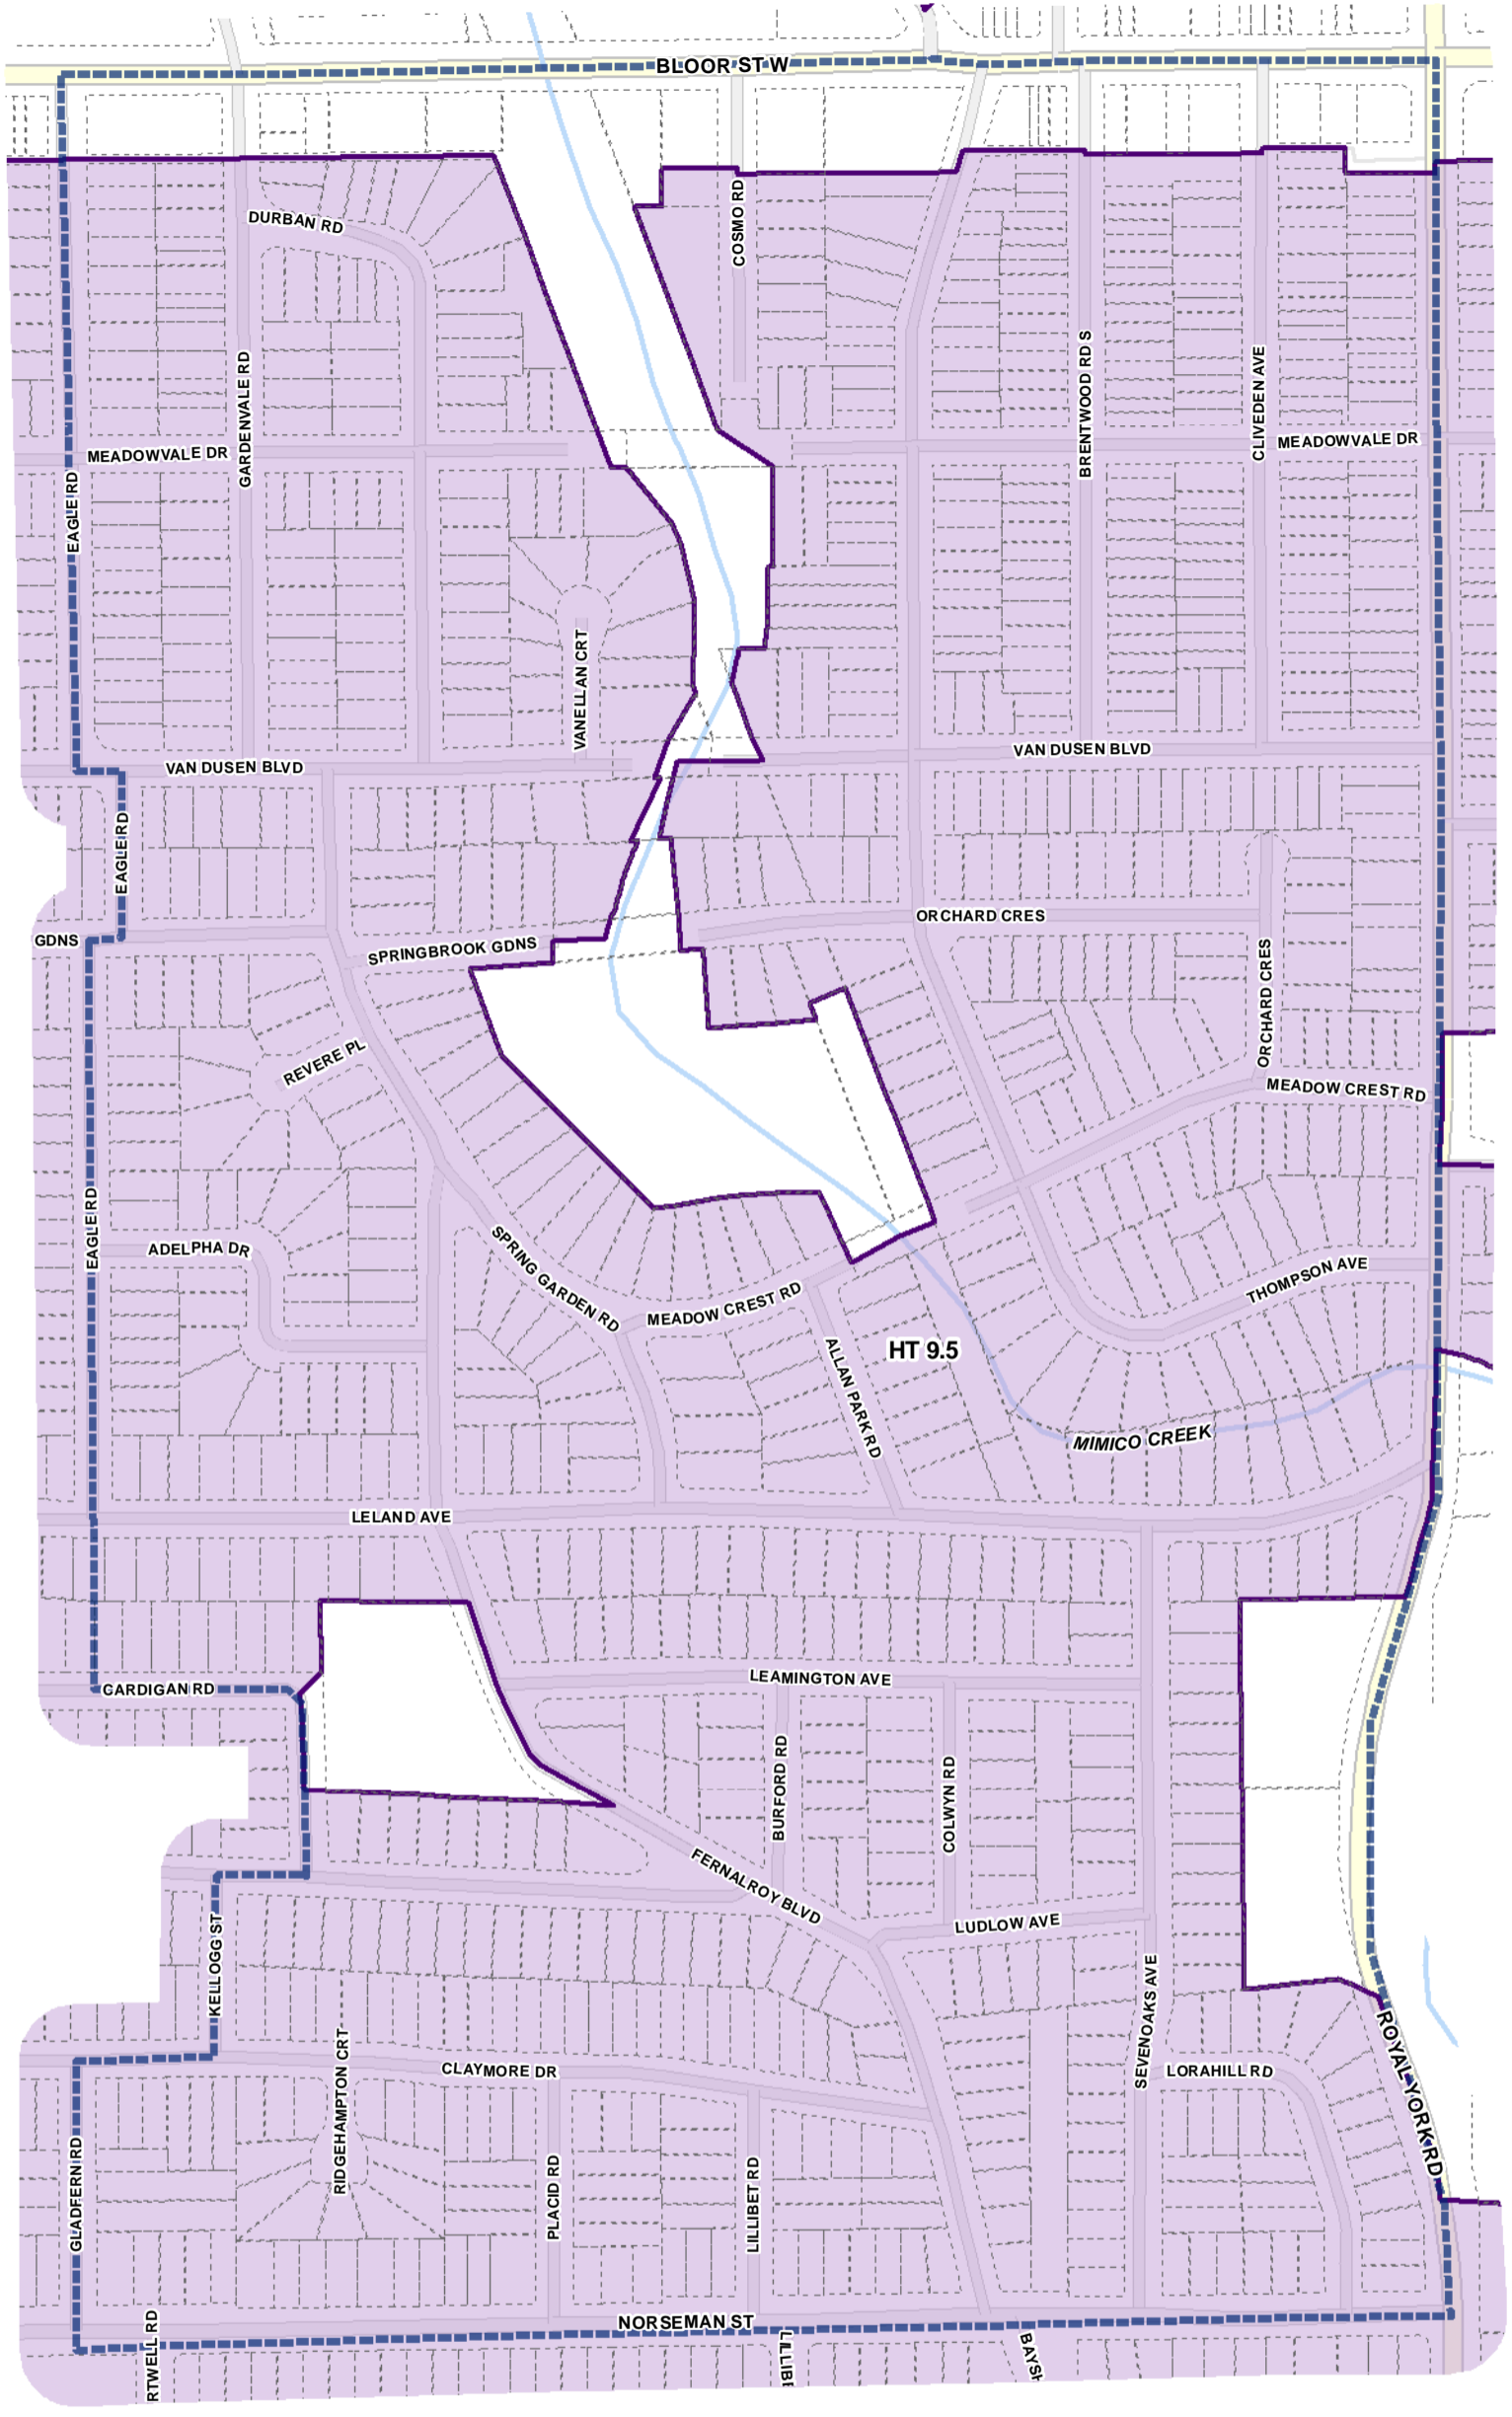 BLOOR ST W
COSMO RD
DURBAN RD
BRENTWOOD RD S
CLIVEDEN AVE
GARDENVALE RD
MEADOWVALE DR
MEADOWVALE DR
EAGLE RD
VANELLAN CRT
VAN DUSEN BLVD
VAN DUSEN BLVD
EAGLE RD
ORCHARD CRES
GDNS
SPRINGBROOK GDNS
ORCHARD CRES
REVERE PL
MEADOW CREST RD
EAGLE RD
ADELPHA DR
SPRING GARDEN RD
MEADOW CREST RD
THOMPSON AVE
HT 9.5
ALLAN PARK RD
MIMICO CREEK
LELAND AVE
LEAMINGTON AVE
GARDIGAN RD
BURFORD RD
COLWYN RD
FERNALROY BLVD
LUDLOW AVE
KELLOGG ST
SEVENOAKS AVE
ROYAL YORK RD
RIDGEHAMPTON CRT
CLAYMORE DR
LORAHILL RD
GLADFERN RD
PLACID RD
LILLIBET RD
NORSEMAN ST
RTWELL RD
LILLIBE
BAYSH